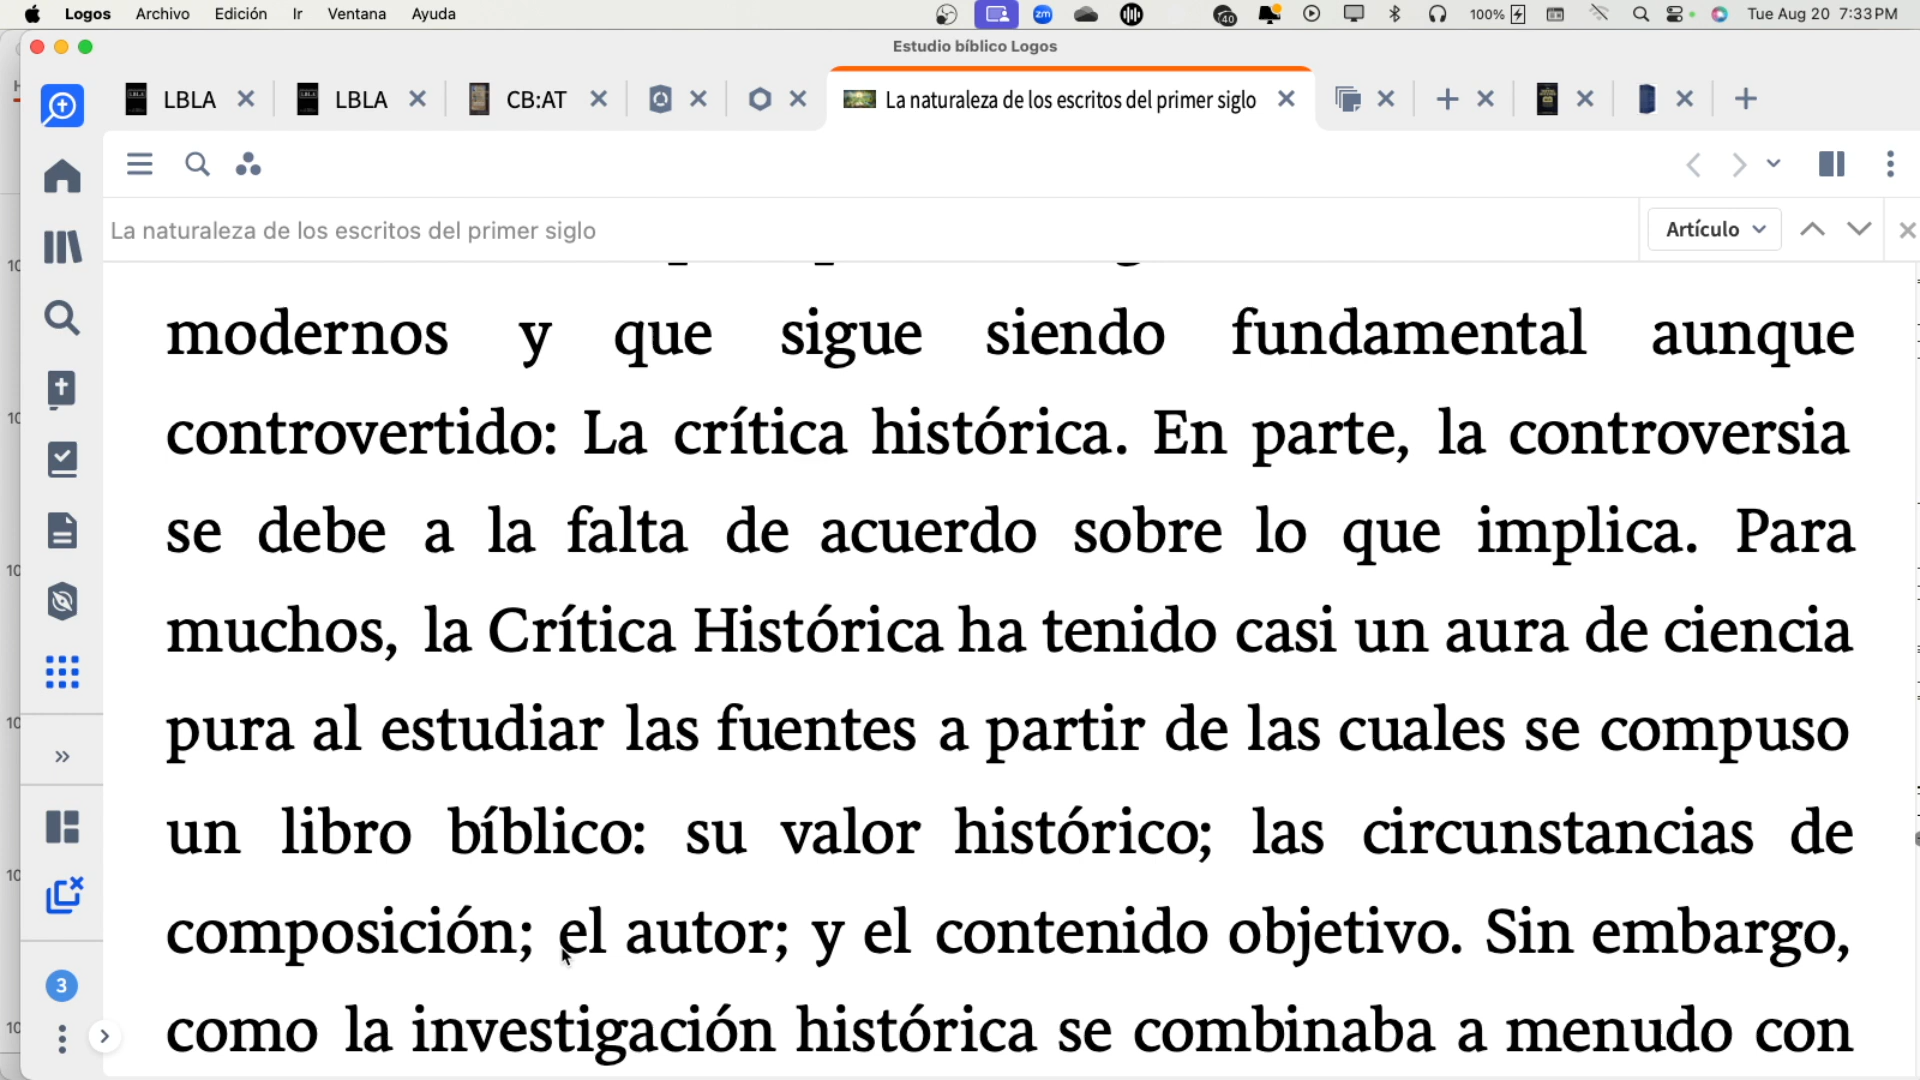 Logos Archivo Edición Ir Ventana Ayuda zm 40 100% Tue Aug 20 7:33 PM
Estudio bíblico Logos
LBLA LBLA CB:AT La naturaleza de los escritos del primer siglo
La naturaleza de los escritos del primer siglo Artículo
modernos y que sigue siendo fundamental aunque
controvertido: La crítica histórica. En parte, la controversia
se debe a la falta de acuerdo sobre lo que implica. Para
muchos, la Crítica Histórica ha tenido casi un aura de ciencia
pura al estudiar las fuentes a partir de las cuales se compuso
un libro bíblico: su valor histórico; las circunstancias de
composición; el autor; y el contenido objetivo. Sin embargo,
3
como la investigación histórica se combinaba a menudo con